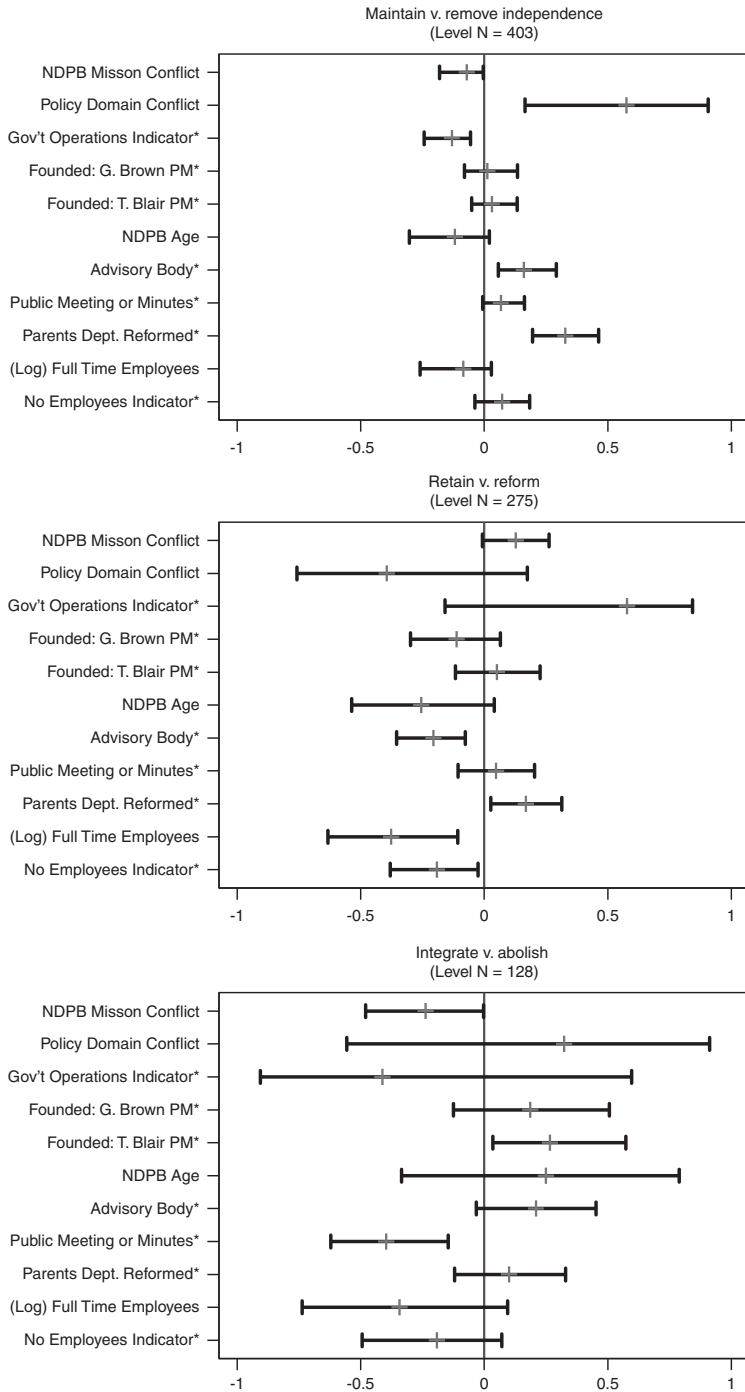 Maintain v. remove independence
(Level N = 403)
NDPB Misson Conflict
Policy Domain Conflict
Gov't Operations Indicator*
Founded: G. Brown PM*
Founded: T. Blair PM*
NDPB Age
Advisory Body*
Public Meeting or Minutes*
Parents Dept. Reformed*
(Log) Full Time Employees
No Employees Indicator*
-1 -0.5 0 0.5 1
Retain v. reform
(Level N = 275)
NDPB Misson Conflict
Policy Domain Conflict
Gov't Operations Indicator*
Founded: G. Brown PM*
Founded: T. Blair PM*
NDPB Age
Advisory Body*
Public Meeting or Minutes*
Parents Dept. Reformed*
(Log) Full Time Employees
No Employees Indicator*
-1 -0.5 0 0.5 1
Integrate v. abolish
(Level N = 128)
NDPB Misson Conflict
Policy Domain Conflict
Gov't Operations Indicator*
Founded: G. Brown PM*
Founded: T. Blair PM*
NDPB Age
Advisory Body*
Public Meeting or Minutes*
Parents Dept. Reformed*
(Log) Full Time Employees
No Employees Indicator*
-1 -0.5 0 0.5 1